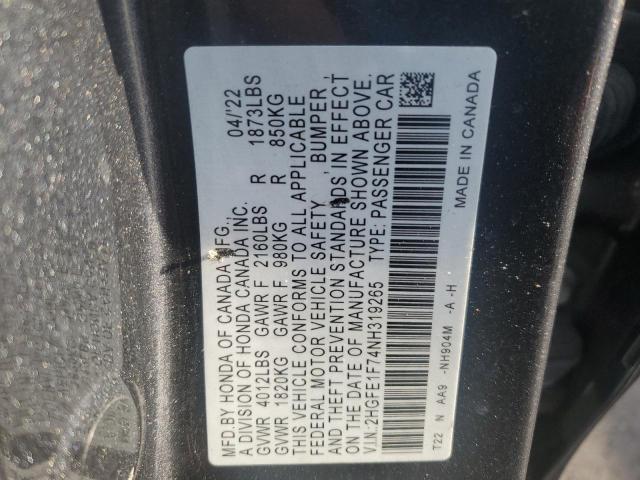 MFD.BY HONDA OF CANADA MFG., 04/'22
A DIVISION OF HONDA CANADA INC.
GVWR 4012LBS GAWR F 2160LBS R 1873LBS
GVWR 1820KG GAWR F 980KG R 850KG
THIS VEHICLE CONFORMS TO ALL APPLICABLE
FEDERAL MOTOR VEHICLE SAFETY , BUMPER ,
AND THEFT PREVENTION STANDARDS IN EFFECT
ON THE DATE OF MANUFACTURE SHOWN ABOVE.
V.I.N.:2HGFE1F74NH319265 TYPE: PASSENGER CAR
T22 N AA9 -NH904M -A -H MADE IN CANADA